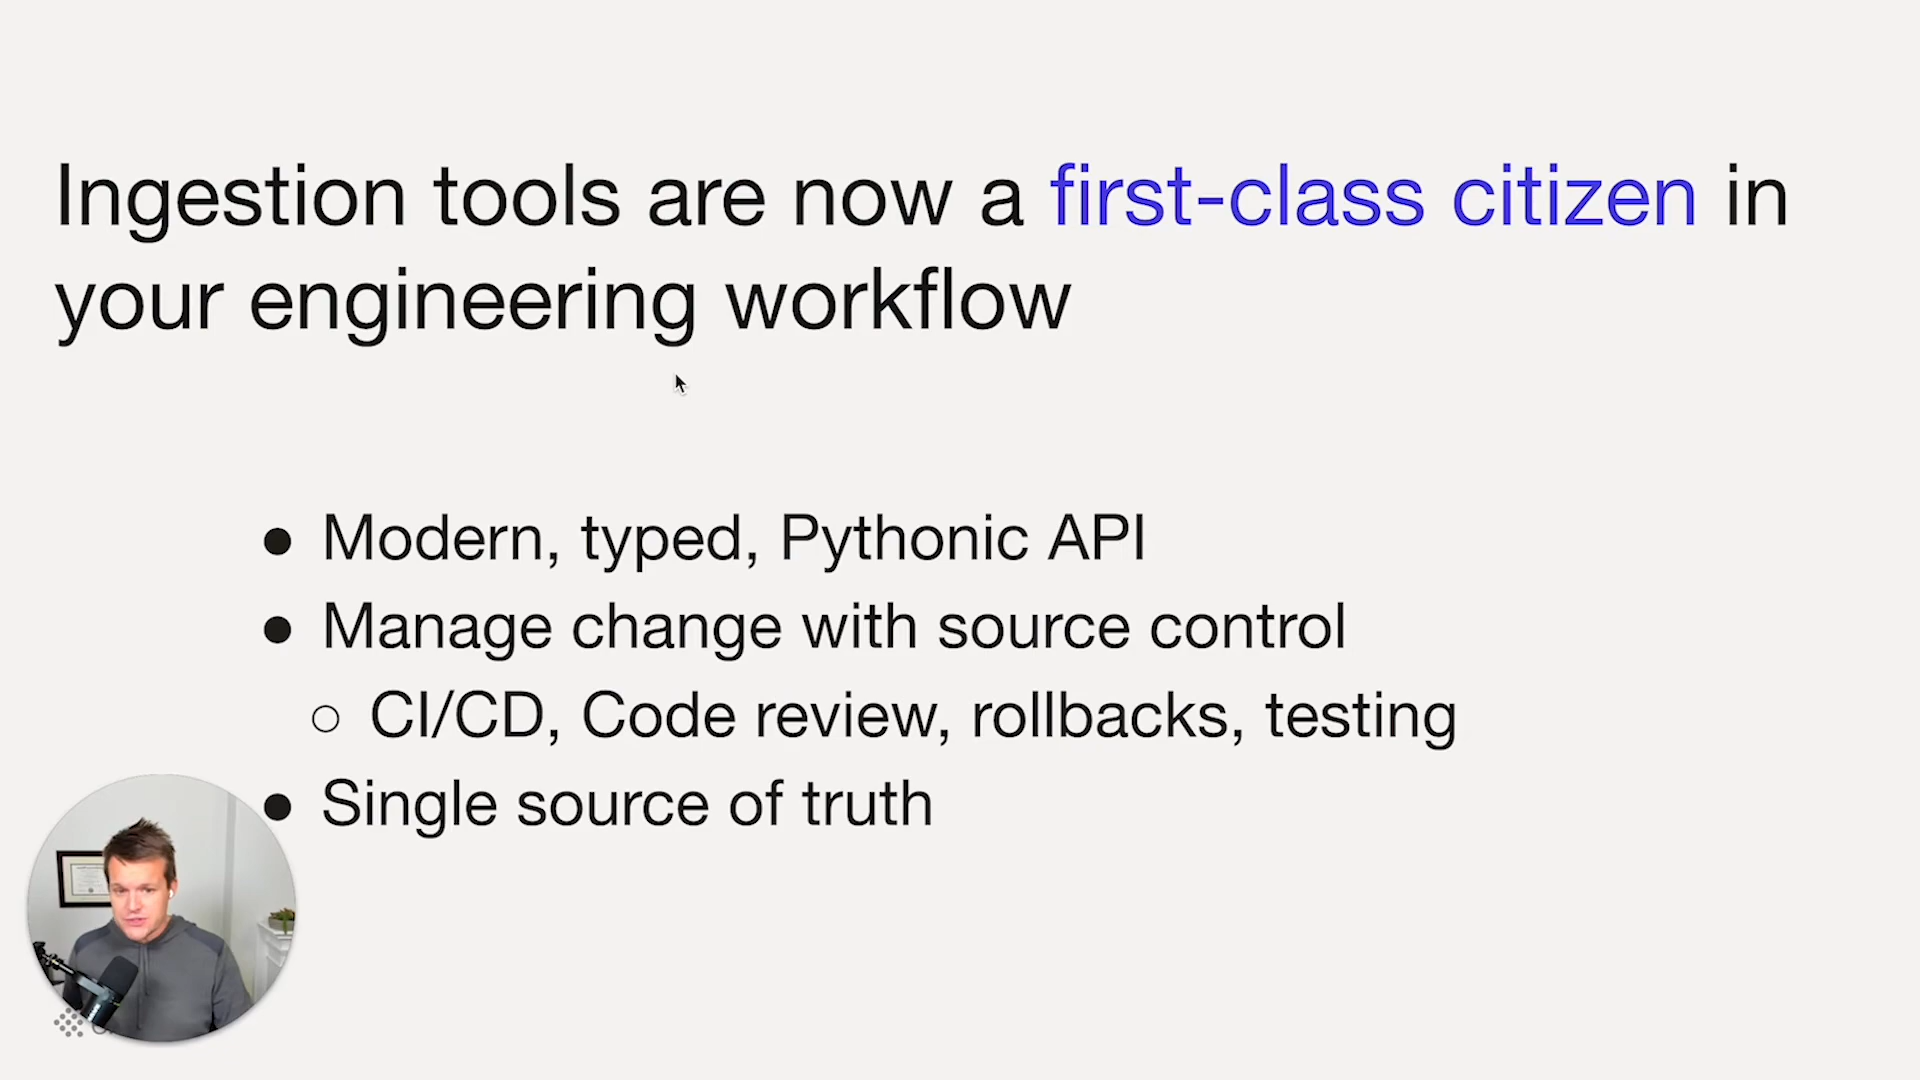 Ingestion tools are now a first-class citizen in
your engineering workflow
● Modern, typed, Pythonic API
● Manage change with source control
○ CI/CD, Code review, rollbacks, testing
● Single source of truth